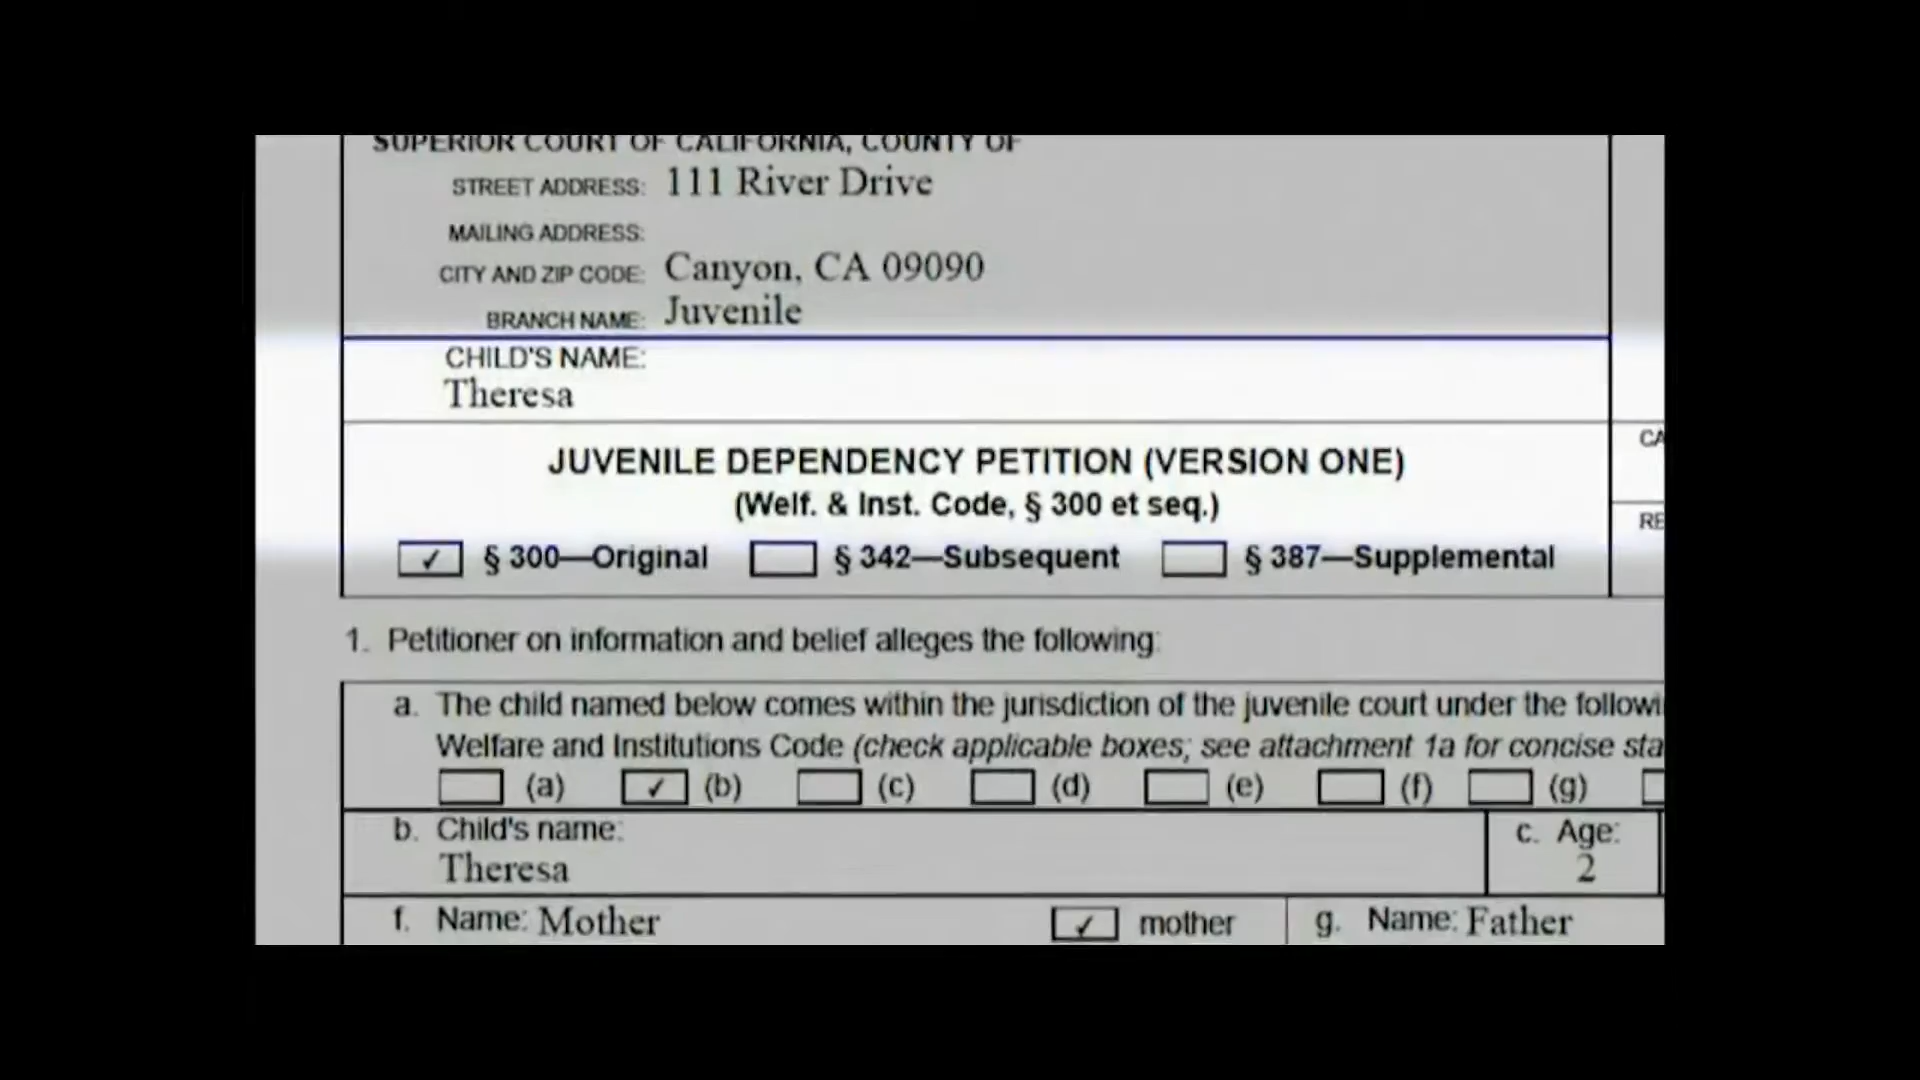 SUPERIOR COURT OF CALIFORNIA, COUNTY OF
STREET ADDRESS: 111 River Drive
MAILING ADDRESS:
CITY AND ZIP CODE: Canyon, CA 09090
BRANCH NAME: Juvenile
CHILD'S NAME:
Theresa
JUVENILE DEPENDENCY PETITION (VERSION ONE)
(Welf. & Inst. Code, § 300 et seq.)
✓ § 300—Original § 342—Subsequent § 387—Supplemental
CA
RE
1. Petitioner on information and belief alleges the following:
a. The child named below comes within the jurisdiction of the juvenile court under the followi
Welfare and Institutions Code (check applicable boxes; see attachment 1a for concise sta
(a) ✓ (b) (c) (d) (e) (f) (g)
b. Child's name:
Theresa
c. Age:
2
f. Name: Mother ✓ mother g. Name: Father